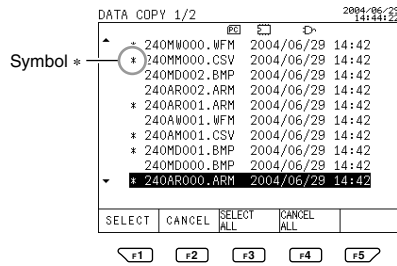 DATA COPY 1/2 2004/06/29 14:44:22
PC
* 240MW000.WFM 2004/06/29 14:42
Symbol *
* 240MM000.CSV 2004/06/29 14:42
240MD002.BMP 2004/06/29 14:42
240AR002.ARM 2004/06/29 14:42
* 240AR001.ARM 2004/06/29 14:42
240AW001.WFM 2004/06/29 14:42
* 240AM001.CSV 2004/06/29 14:42
* 240MD001.BMP 2004/06/29 14:42
240MD000.BMP 2004/06/29 14:42
* 240AR000.ARM 2004/06/29 14:42
SELECT CANCEL SELECT ALL CANCEL ALL
F1 F2 F3 F4 F5